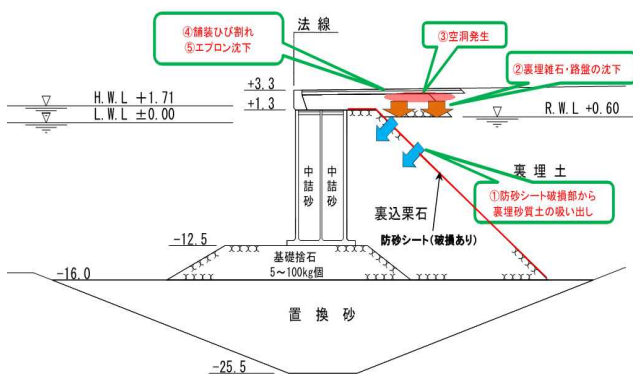 ④舗装ひび割れ
⑤エプロン沈下
法線
③空洞発生
②裏埋雑石・路盤の沈下
+3.3
H.W.L +1.71
+1.3
L.W.L ±0.00
R.W.L +0.60
中詰砂
中詰砂
裏埋土
①防砂シート破損部から
裏埋砂質土の吸い出し
裏込栗石
防砂シート(破損あり)
-12.5
基礎捨石
5~100kg個
-16.0
置換砂
-25.5